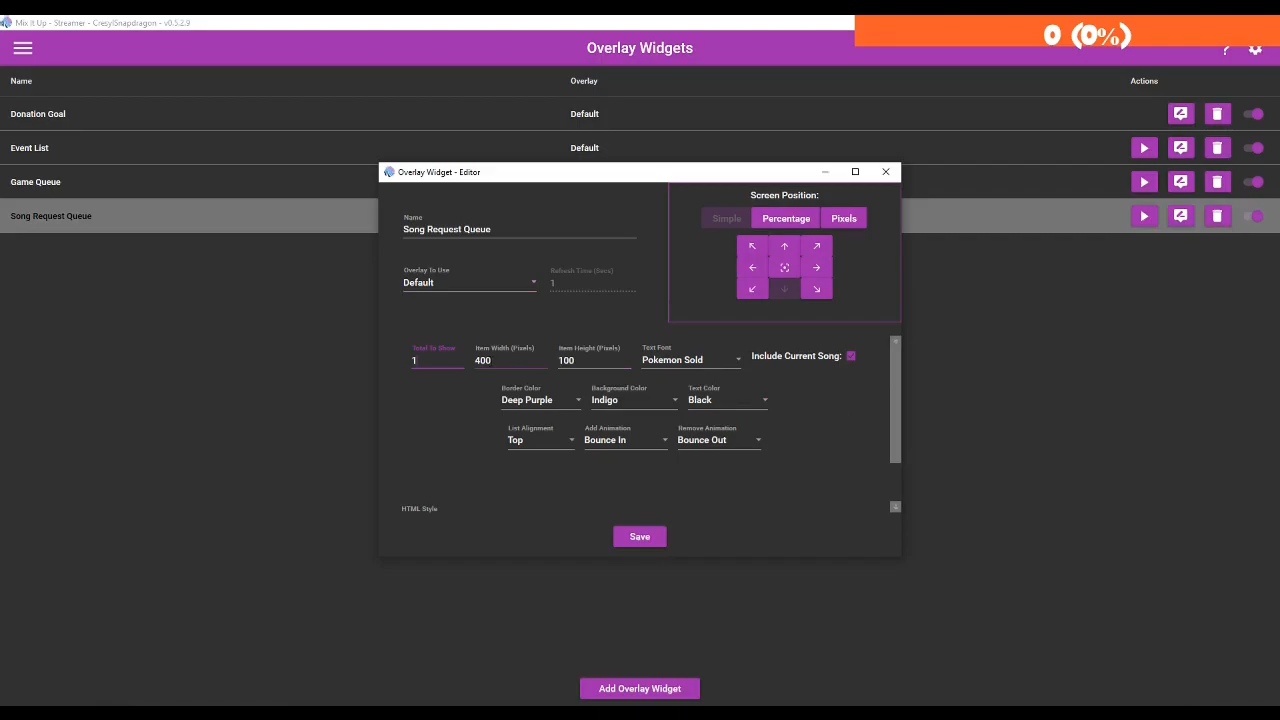 Mix It Up - Streamer - CresylSnapdragon - v0.5.2.9
0 (0%)
Overlay Widgets
?
Name Overlay Actions
Donation Goal Default
Event List Default
Game Queue
Song Request Queue
Overlay Widget - Editor
Screen Position:
Simple Percentage Pixels
Name
Song Request Queue
Overlay To Use Refresh Time (Secs)
Default 1
Total To Show Item Width (Pixels) Item Height (Pixels) Text Font
1 400 100 Pokemon Sold Include Current Song:
Border Color Background Color Text Color
Deep Purple Indigo Black
List Alignment Add Animation Remove Animation
Top Bounce In Bounce Out
HTML Style
Save
Add Overlay Widget